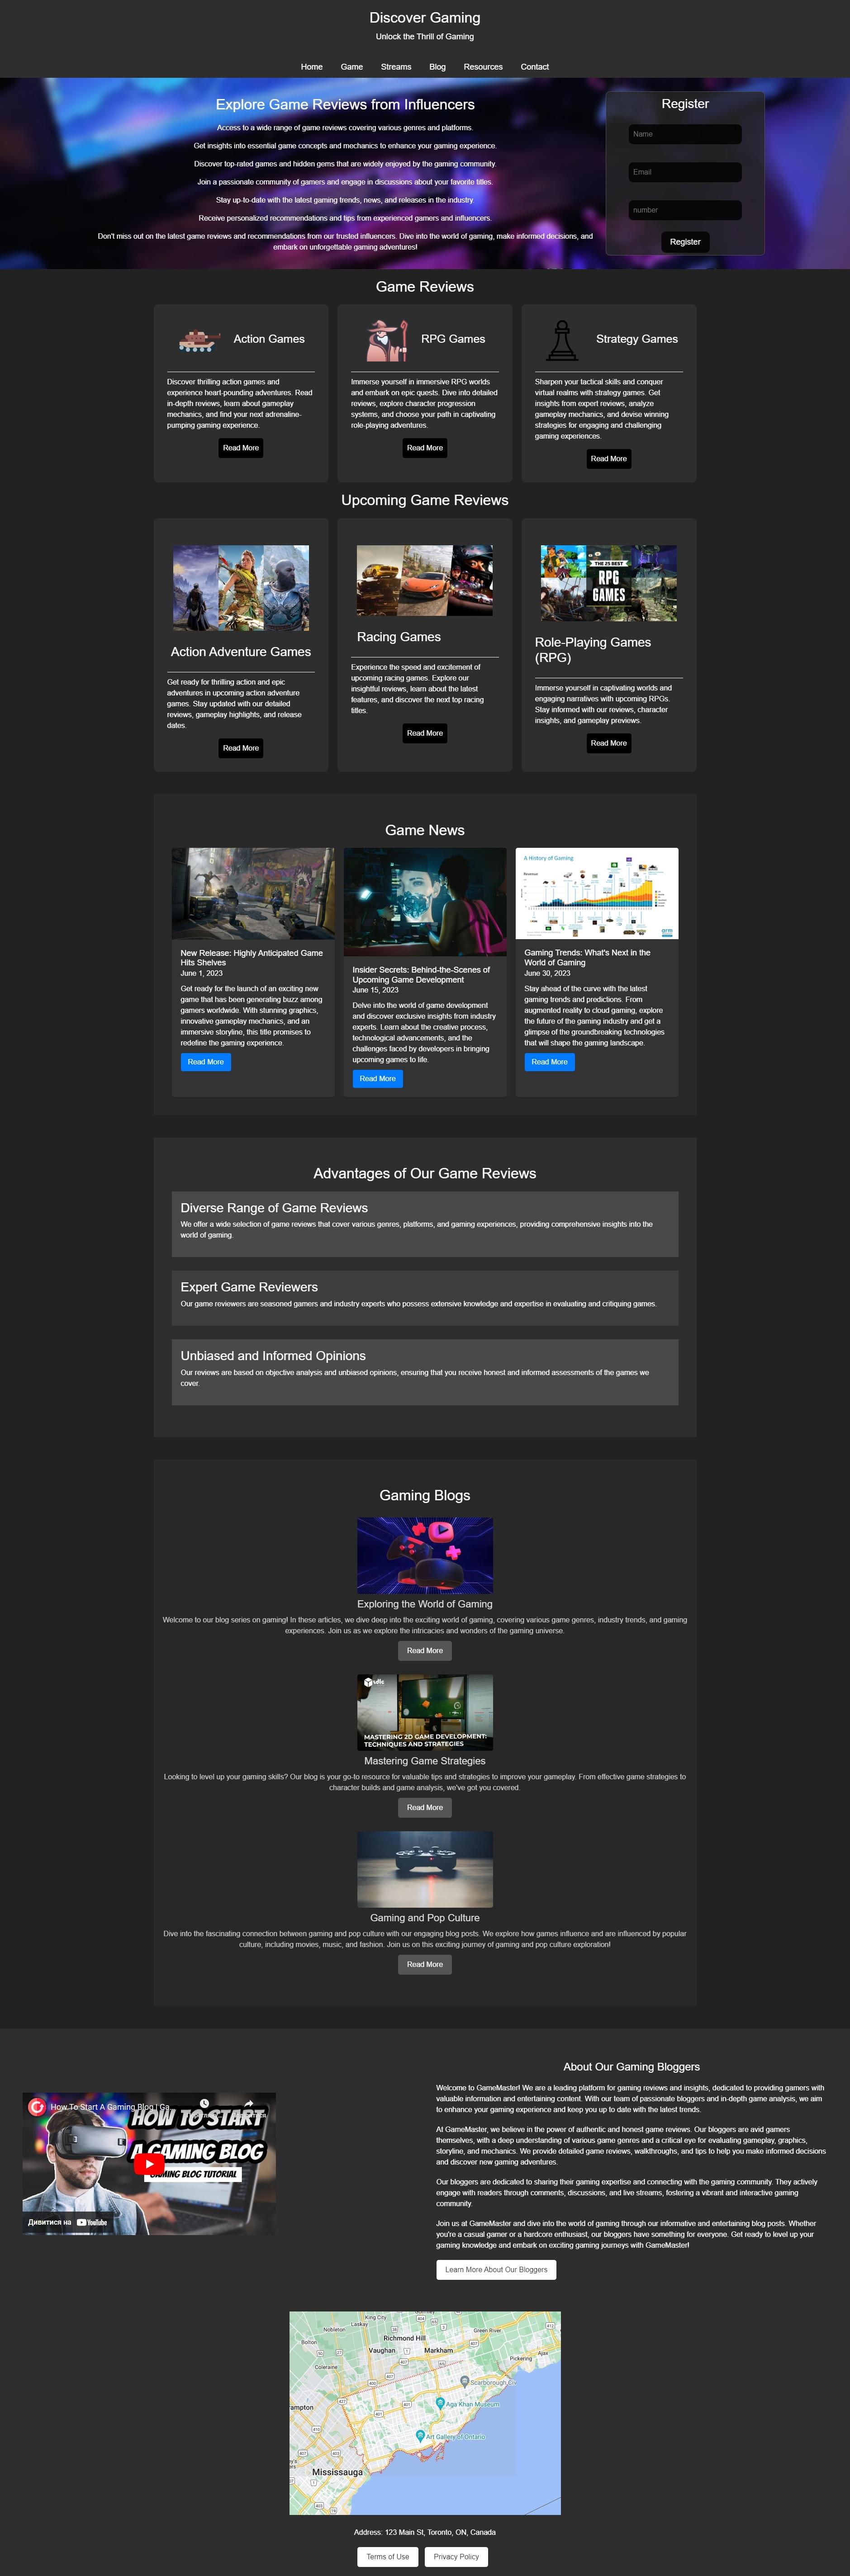 Discover Gaming
Unlock the Thrill of Gaming
Home Game Streams Blog Resources Contact
Explore Game Reviews from Influencers
Access to a wide range of game reviews covering various genres and platforms.
Get insights into essential game concepts and mechanics to enhance your gaming experience.
Discover top-rated games and hidden gems that are widely enjoyed by the gaming community.
Join a passionate community of gamers and engage in discussions about your favorite titles.
Stay up-to-date with the latest gaming trends, news, and releases in the industry.
Receive personalized recommendations and tips from experienced gamers and influencers.
Don't miss out on the latest game reviews and recommendations from our trusted influencers. Dive into the world of gaming, make informed decisions, and
embark on unforgettable gaming adventures!
Register
Name
Email
number
Register
Game Reviews
Action Games
Discover thrilling action games and
experience heart-pounding adventures. Read
in-depth reviews, learn about gameplay
mechanics, and find your next adrenaline-
pumping gaming experience.
Read More
RPG Games
Immerse yourself in immersive RPG worlds
and embark on epic quests. Dive into detailed
reviews, explore character progression
systems, and choose your path in captivating
role-playing adventures.
Read More
Strategy Games
Sharpen your tactical skills and conquer
virtual realms with strategy games. Get
insights from expert reviews, analyze
gameplay mechanics, and devise winning
strategies for engaging and challenging
gaming experiences.
Read More
Upcoming Game Reviews
Action Adventure Games
Get ready for thrilling action and epic
adventures in upcoming action adventure
games. Stay updated with our detailed
reviews, gameplay highlights, and release
dates.
Read More
Racing Games
Experience the speed and excitement of
upcoming racing games. Explore our
insightful reviews, learn about the latest
features, and discover the next top racing
titles.
Read More
THE 25 BEST
RPG
GAMES
Role-Playing Games
(RPG)
Immerse yourself in captivating worlds and
engaging narratives with upcoming RPGs.
Stay informed with our reviews, character
insights, and gameplay previews.
Read More
Game News
New Release: Highly Anticipated Game
Hits Shelves
June 1, 2023
Get ready for the launch of an exciting new
game that has been generating buzz among
gamers worldwide. With stunning graphics,
innovative gameplay mechanics, and an
immersive storyline, this title promises to
redefine the gaming experience.
Read More
Insider Secrets: Behind-the-Scenes of
Upcoming Game Development
June 15, 2023
Delve into the world of game development
and discover exclusive insights from industry
experts. Learn about the creative process,
technological advancements, and the
challenges faced by developers in bringing
upcoming games to life.
Read More
A History of Gaming
Revenue
arm
Gaming Trends: What's Next in the
World of Gaming
June 30, 2023
Stay ahead of the curve with the latest
gaming trends and predictions. From
augmented reality to cloud gaming, explore
the future of the gaming industry and get a
glimpse of the groundbreaking technologies
that will shape the gaming landscape.
Read More
Advantages of Our Game Reviews
Diverse Range of Game Reviews
We offer a wide selection of game reviews that cover various genres, platforms, and gaming experiences, providing comprehensive insights into the
world of gaming.
Expert Game Reviewers
Our game reviewers are seasoned gamers and industry experts who possess extensive knowledge and expertise in evaluating and critiquing games.
Unbiased and Informed Opinions
Our reviews are based on objective analysis and unbiased opinions, ensuring that you receive honest and informed assessments of the games we
cover.
Gaming Blogs
Exploring the World of Gaming
Welcome to our blog series on gaming! In these articles, we dive deep into the exciting world of gaming, covering various game genres, industry trends, and gaming
experiences. Join us as we explore the intricacies and wonders of the gaming universe.
Read More
MASTERING 2D GAME DEVELOPMENT:
TECHNIQUES AND STRATEGIES
Mastering Game Strategies
Looking to level up your gaming skills? Our blog is your go-to resource for valuable tips and strategies to improve your gameplay. From effective game strategies to
character builds and game analysis, we've got you covered.
Read More
Gaming and Pop Culture
Dive into the fascinating connection between gaming and pop culture with our engaging blog posts. We explore how games influence and are influenced by popular
culture, including movies, music, and fashion. Join us on this exciting journey of gaming and pop culture exploration!
Read More
How To Start A Gaming Blog | Ga
HOW TO START
A GAMING BLOG
GAMING BLOG TUTORIAL
Дивитися на YouTube
About Our Gaming Bloggers
Welcome to GameMaster! We are a leading platform for gaming reviews and insights, dedicated to providing gamers with
valuable information and entertaining content. With our team of passionate bloggers and in-depth game analysis, we aim
to enhance your gaming experience and keep you up to date with the latest trends.
At GameMaster, we believe in the power of authentic and honest game reviews. Our bloggers are avid gamers
themselves, with a deep understanding of various game genres and a critical eye for evaluating gameplay, graphics,
storyline, and mechanics. We provide detailed game reviews, walkthroughs, and tips to help you make informed decisions
and discover new gaming adventures.
Our bloggers are dedicated to sharing their gaming expertise and connecting with the gaming community. They actively
engage with readers through comments, discussions, and live streams, fostering a vibrant and interactive gaming
community.
Join us at GameMaster and dive into the world of gaming through our informative and entertaining blog posts. Whether
you're a casual gamer or a hardcore enthusiast, our bloggers have something for everyone. Get ready to level up your
gaming knowledge and embark on exciting gaming journeys with GameMaster!
Learn More About Our Bloggers
King City
Laskay
Nobleton
Green River
Richmond Hill
Bolton
Vaughan
Markham
Ajax
Pickering
Coleraine
Aga Khan Museum
Art Gallery of Ontario
Mississauga
Address: 123 Main St, Toronto, ON, Canada
Terms of Use Privacy Policy